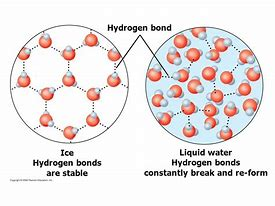 Hydrogen bond
Ice
Hydrogen bonds
are stable
Liquid water
Hydrogen bonds
constantly break and re-form